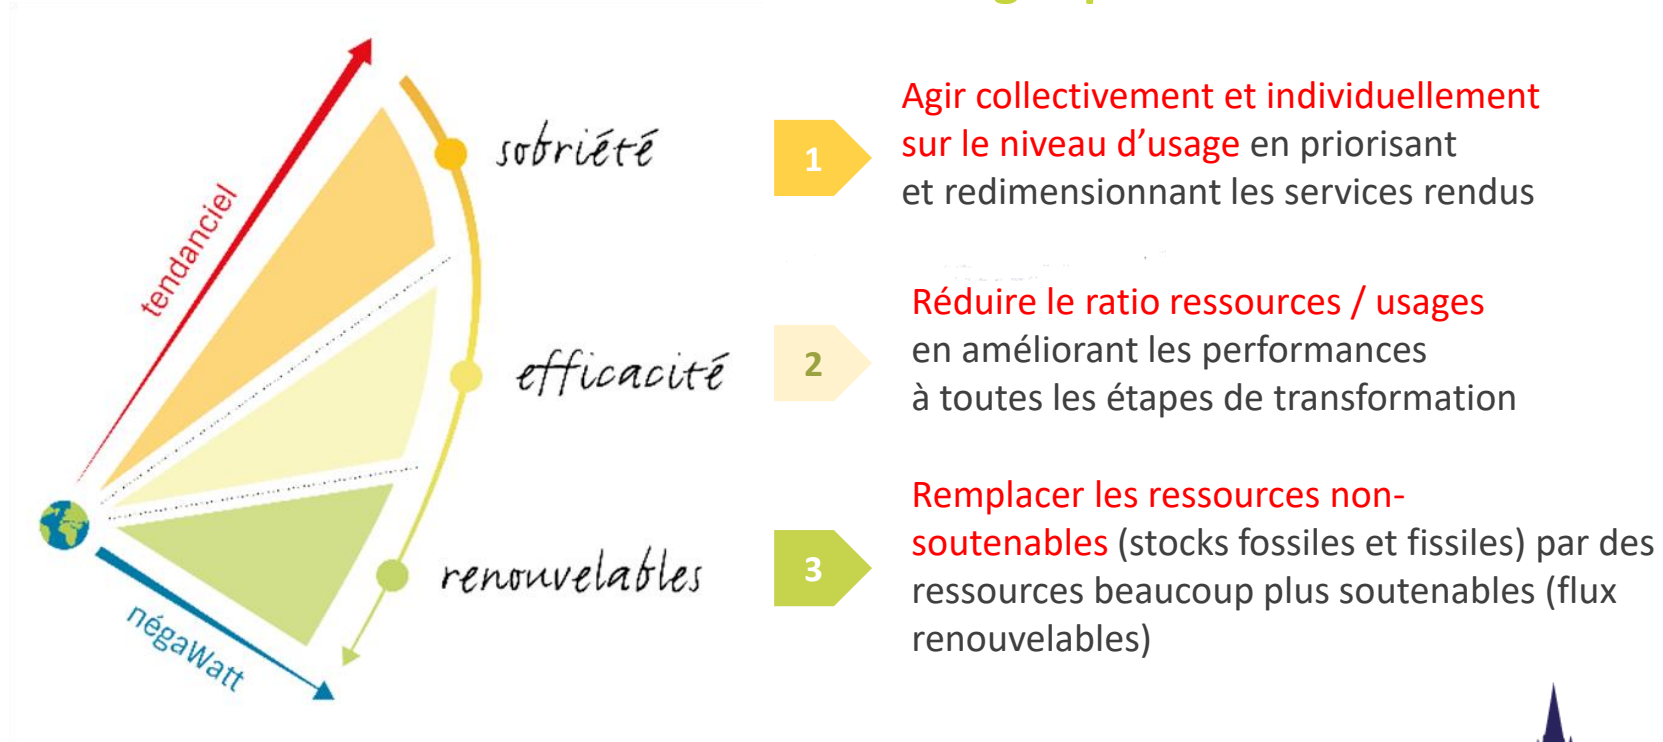 tendanciel
sobriété
efficacité
renouvelables
négaWatt
1
Agir collectivement et individuellement
sur le niveau d’usage en priorisant
et redimensionnant les services rendus
2
Réduire le ratio ressources / usages
en améliorant les performances
à toutes les étapes de transformation
3
Remplacer les ressources non-
soutenables (stocks fossiles et fissiles) par des
ressources beaucoup plus soutenables (flux
renouvelables)